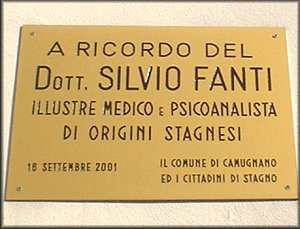 A RICORDO DEL
DOTT. SILVIO FANTI
ILLUSTRE MEDICO E PSICOANALISTA
DI ORIGINI STAGNESI
16 SETTEMBRE 2001
IL COMUNE DI CAMUGNANO
ED I CITTADINI DI STAGNO